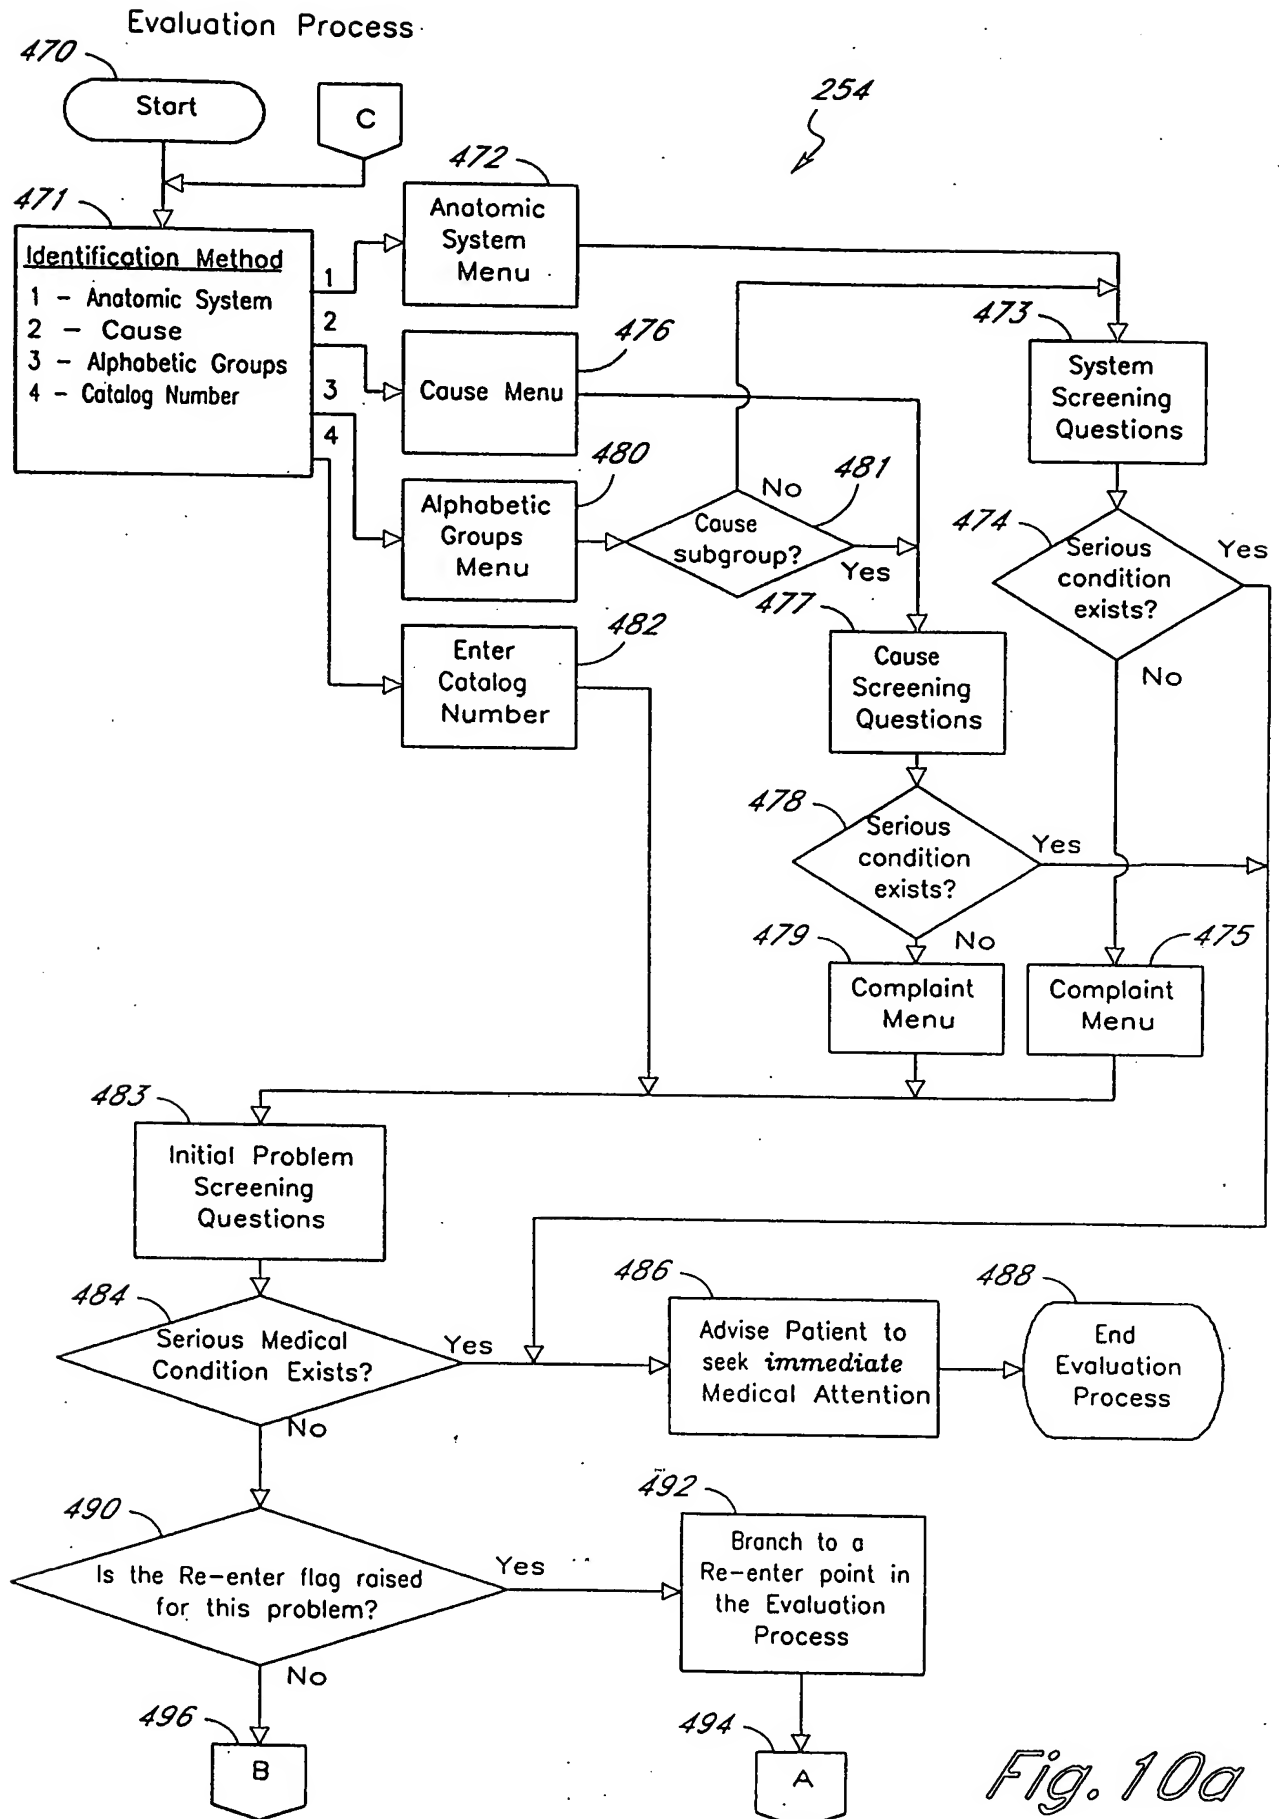 Evaluation Process
470
Start
C
254
471
472
Identification Method
1 - Anatomic System
2 - Cause
3 - Alphabetic Groups
4 - Catalog Number
1
2
3
4
Anatomic
System
Menu
476
Cause Menu
480
Alphabetic
Groups
Menu
481
Cause
subgroup?
No
Yes
482
Enter
Catalog
Number
473
System
Screening
Questions
474
Serious
condition
exists?
Yes
No
477
Cause
Screening
Questions
478
Serious
condition
exists?
Yes
No
479
Complaint
Menu
475
Complaint
Menu
483
Initial Problem
Screening
Questions
484
Serious Medical
Condition Exists?
Yes
No
486
Advise Patient to
seek immediate
Medical Attention
488
End
Evaluation
Process
490
Is the Re-enter flag raised
for this problem?
Yes
No
492
Branch to a
Re-enter point in
the Evaluation
Process
496
B
494
A
Fig. 10a